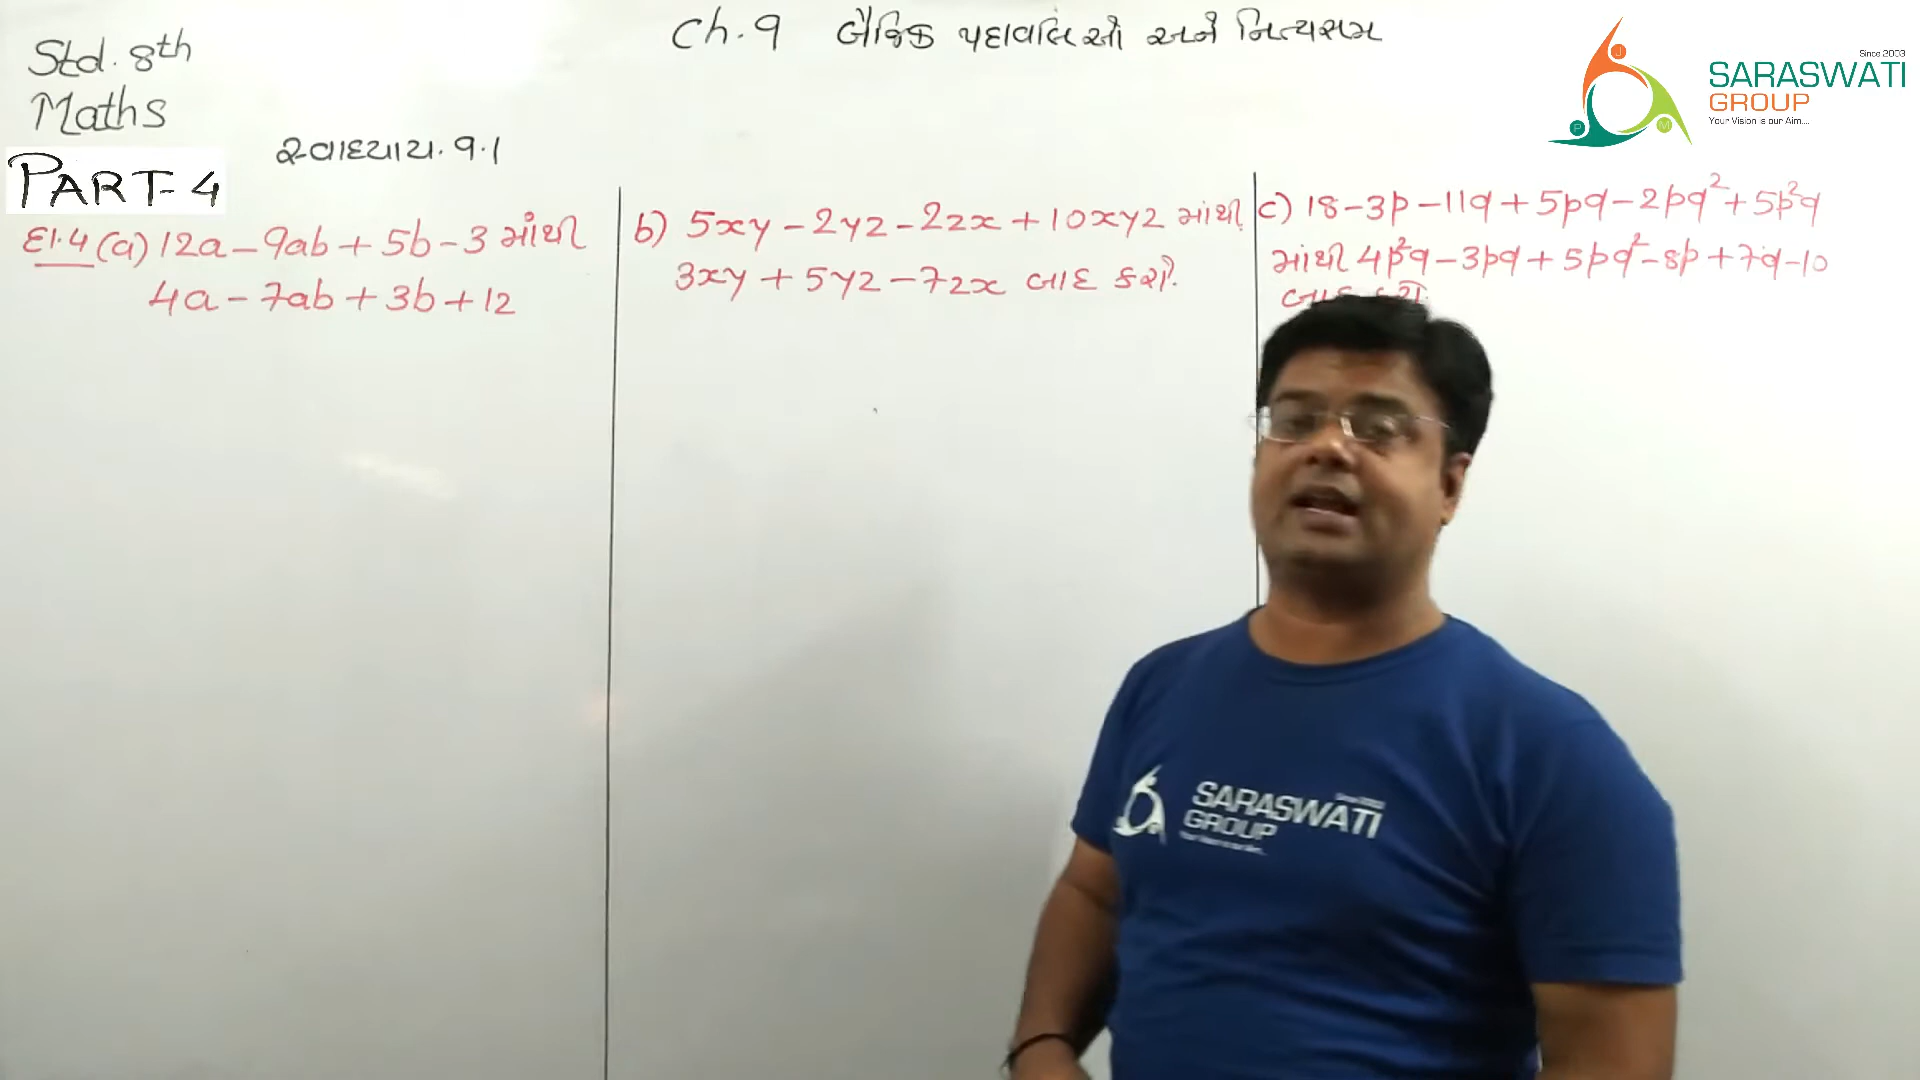 Std. 8th
Maths
Ch. 9 બૈજિક પદાવલિઓ અને નિત્યસમ
Since 2003
SARASWATI
GROUP
Your Vision is our Aim....
સ્વાધ્યાય. 9.1
PART-4
દા.4 (a) 12a - 9ab + 5b - 3 માંથી
4a - 7ab + 3b + 12
b) 5xy - 2yz - 2zx + 10xyz માંથી
3xy + 5yz - 7zx બાદ કરો.
c) 18 - 3p - 11q + 5pq - 2pq² + 5p²q
માંથી 4p²q - 3pq + 5pq² - 8p + 7q - 10
બાદ કરો.
SARASWATI
GROUP